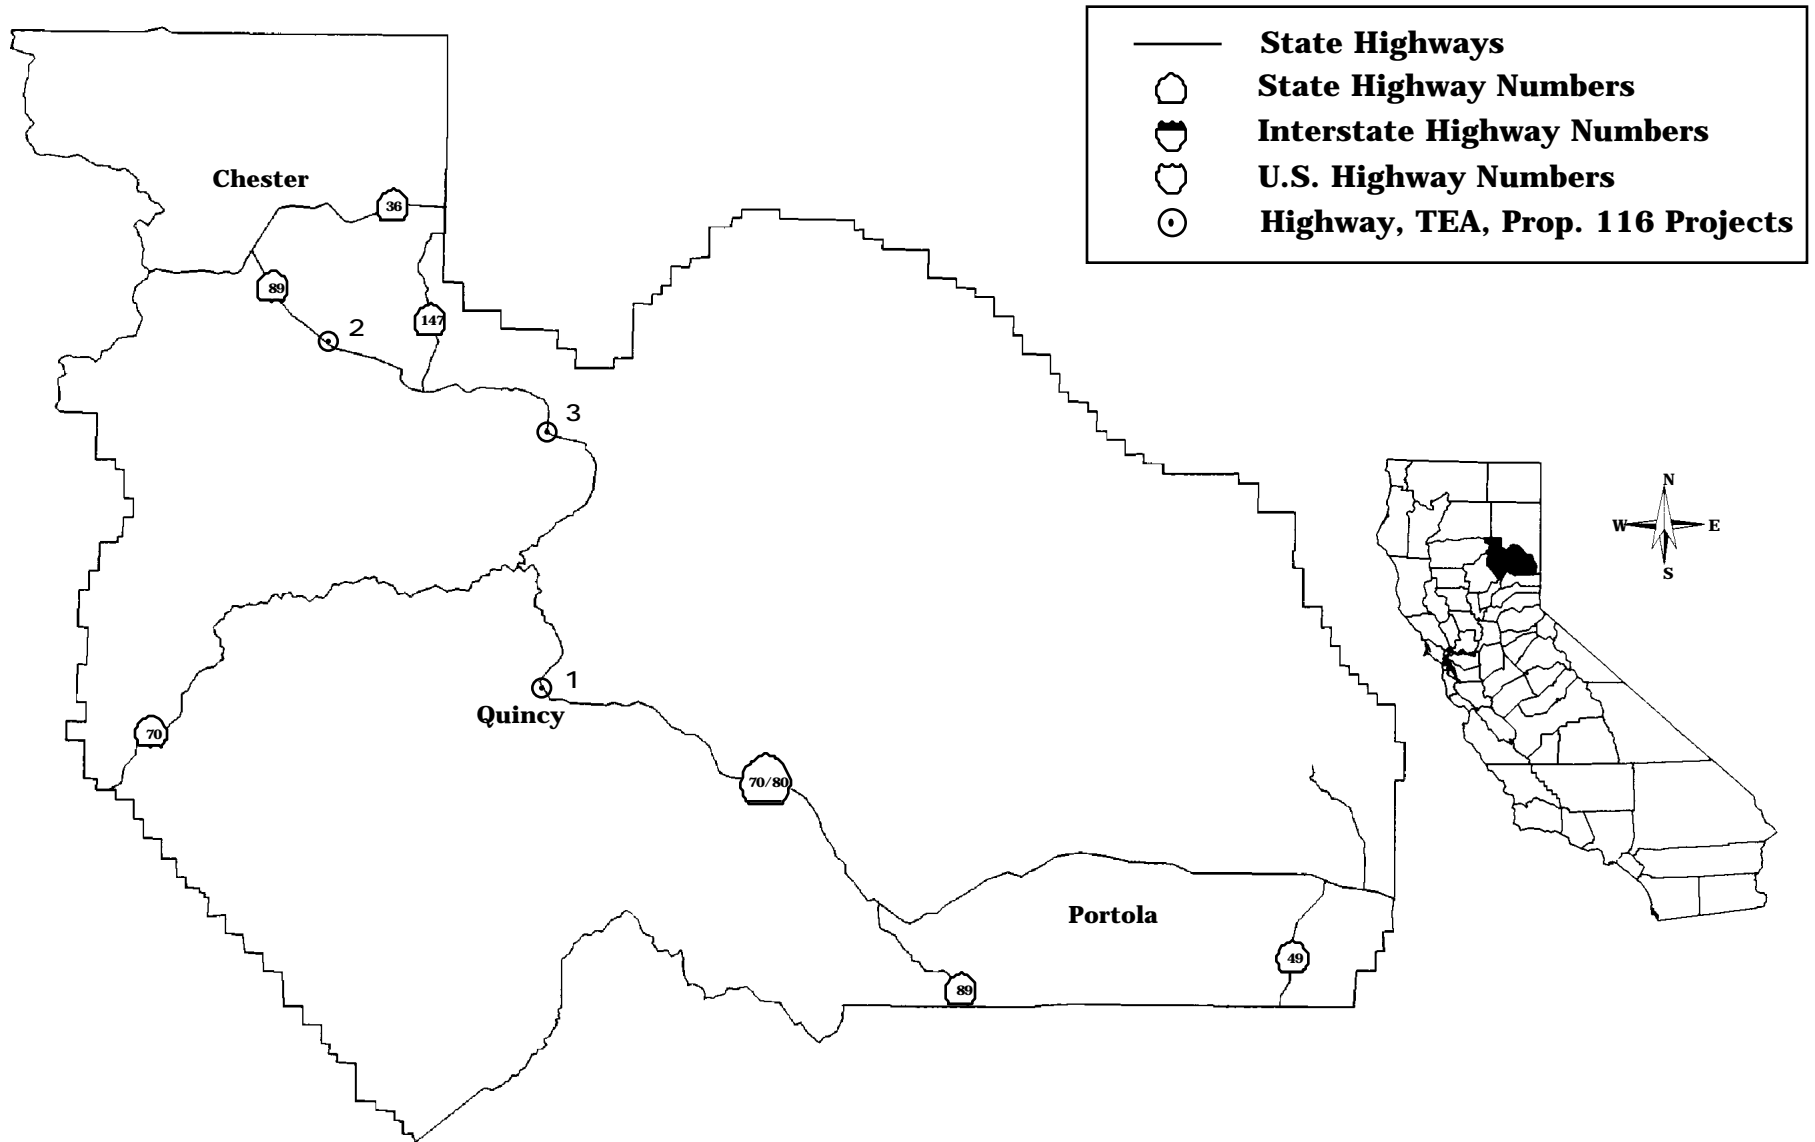 State Highways
State Highway Numbers
Interstate Highway Numbers
U.S. Highway Numbers
Highway, TEA, Prop. 116 Projects
Chester
36
89
147
2
3
N
W
E
S
1
Quincy
70
70/80
Portola
49
89